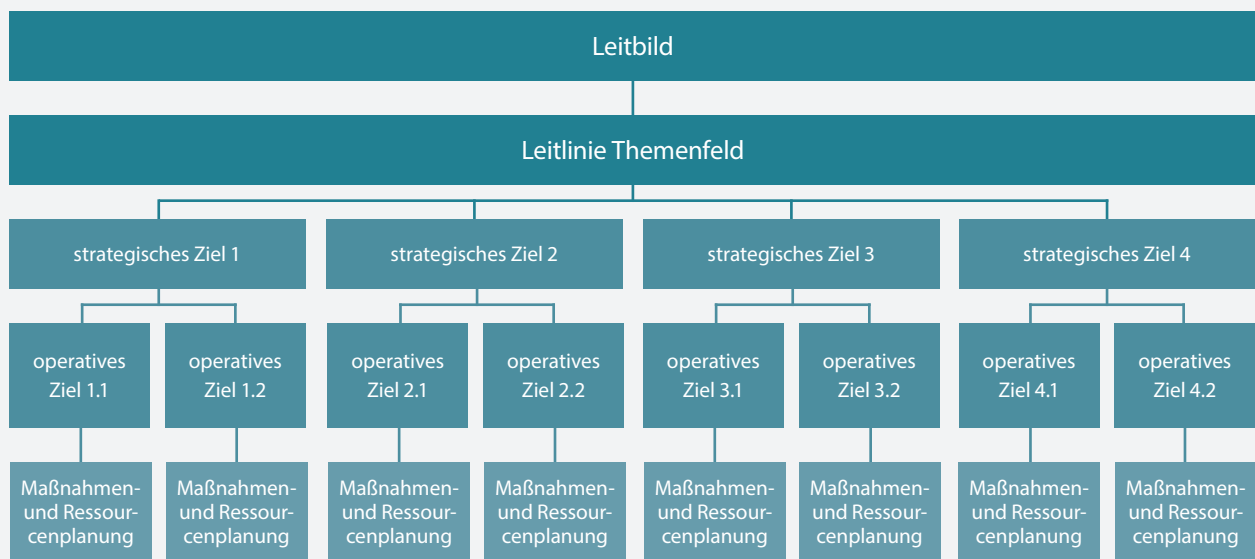 Leitbild
Leitlinie Themenfeld
strategisches Ziel 1
strategisches Ziel 2
strategisches Ziel 3
strategisches Ziel 4
operatives
Ziel 1.1
operatives
Ziel 1.2
operatives
Ziel 2.1
operatives
Ziel 2.2
operatives
Ziel 3.1
operatives
Ziel 3.2
operatives
Ziel 4.1
operatives
Ziel 4.2
Maßnahmen-
und Ressour-
cenplanung
Maßnahmen-
und Ressour-
cenplanung
Maßnahmen-
und Ressour-
cenplanung
Maßnahmen-
und Ressour-
cenplanung
Maßnahmen-
und Ressour-
cenplanung
Maßnahmen-
und Ressour-
cenplanung
Maßnahmen-
und Ressour-
cenplanung
Maßnahmen-
und Ressour-
cenplanung